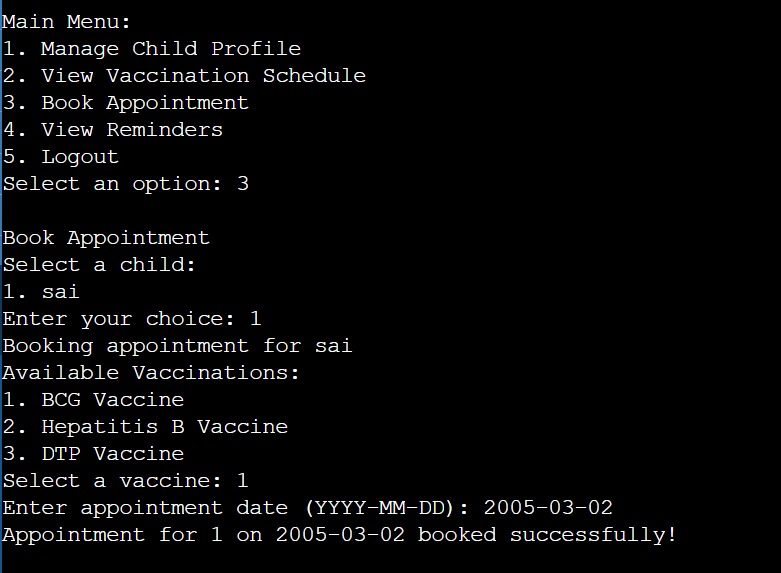 Main Menu:
1. Manage Child Profile
2. View Vaccination Schedule
3. Book Appointment
4. View Reminders
5. Logout
Select an option: 3
Book Appointment
Select a child:
1. sai
Enter your choice: 1
Booking appointment for sai
Available Vaccinations:
1. BCG Vaccine
2. Hepatitis B Vaccine
3. DTP Vaccine
Select a vaccine: 1
Enter appointment date (YYYY-MM-DD): 2005-03-02
Appointment for 1 on 2005-03-02 booked successfully!